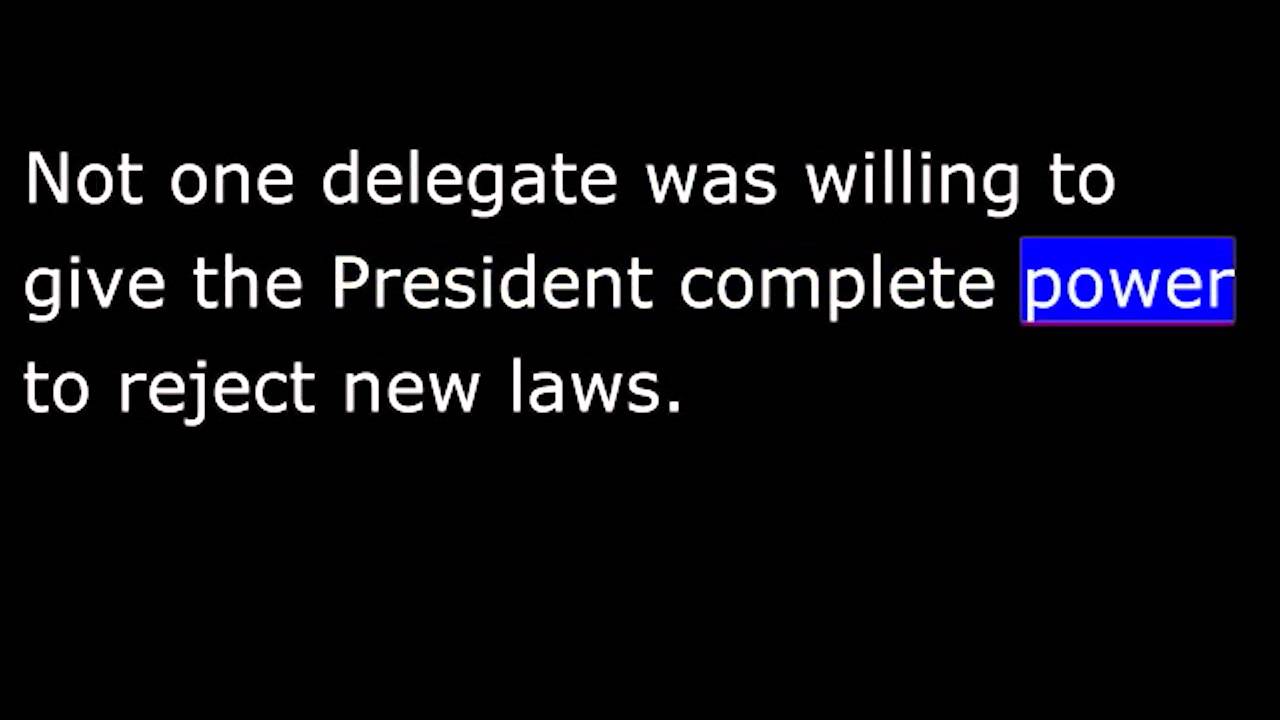 Not one delegate was willing to
give the President complete power
to reject new laws.